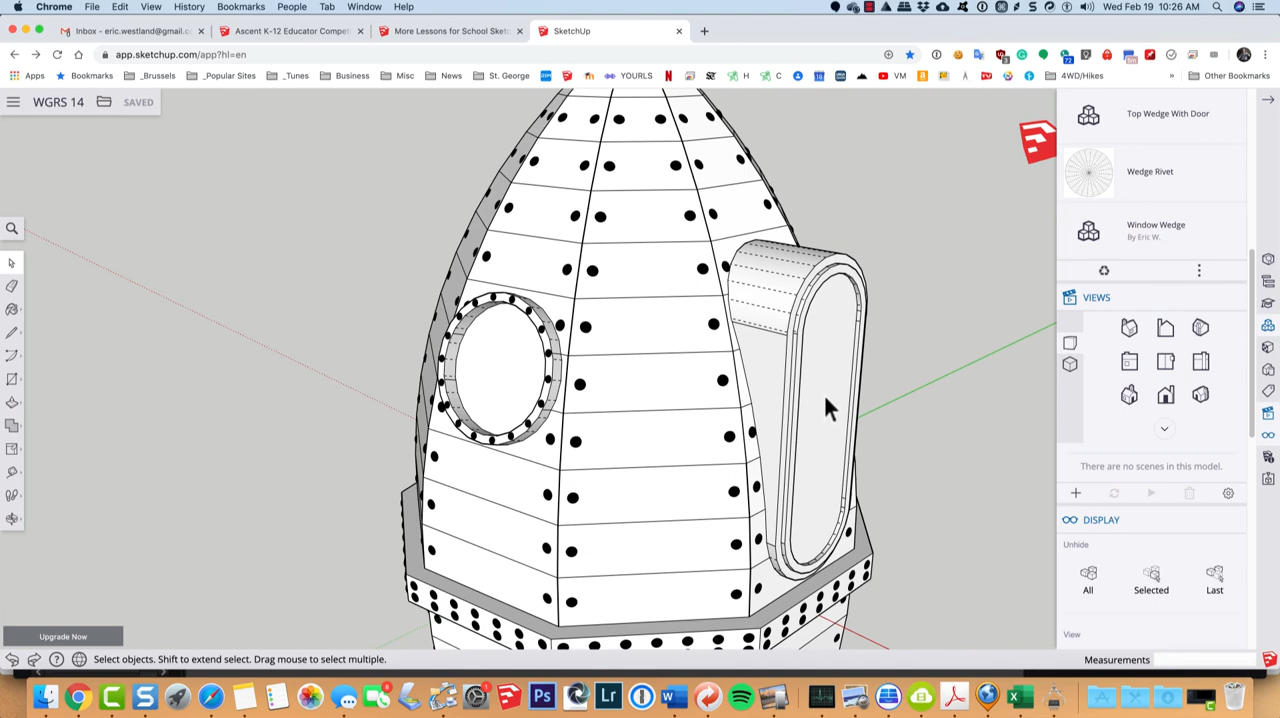 Chrome File Edit View History Bookmarks People Tab Window Help
Wed Feb 19 10:26 AM
Inbox - eric.westland@gmail.c
Ascent K-12 Educator Compet
More Lessons for School Sketc
SketchUp
app.sketchup.com/app?hl=en
Apps Bookmarks _Brussels _Popular Sites _Tunes Business Misc News St. George YOURLS H C VM 4WD/Hikes » Other Bookmarks
WGRS 14 SAVED
Top Wedge With Door
Wedge Rivet
Window Wedge
By Eric W.
VIEWS
There are no scenes in this model.
DISPLAY
Unhide
All Selected Last
View
Upgrade Now
Select objects. Shift to extend select. Drag mouse to select multiple.
Measurements
Ps Lr W X